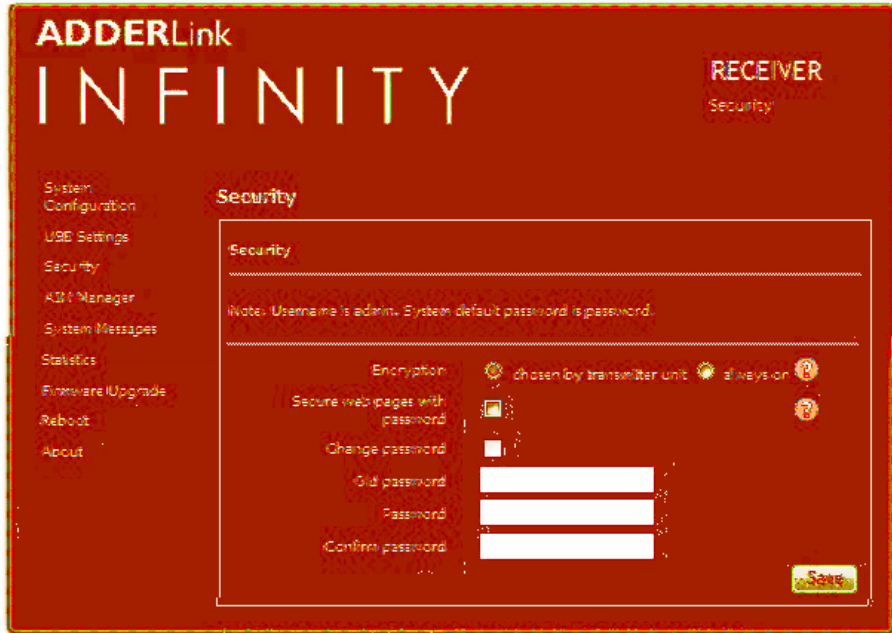 ADDERLink
INFINITY
RECEIVER
Security
System
Configuration
USB Settings
Security
AIM Manager
System Messages
Statistics
Firmware Upgrade
Reboot
About
Security
Security
Note: Username is admin. System default password is password.
Encryption chosen by transmitter unit always on ?
Secure web pages with
password ?
Change password
Old password
Password
Confirm password
Save